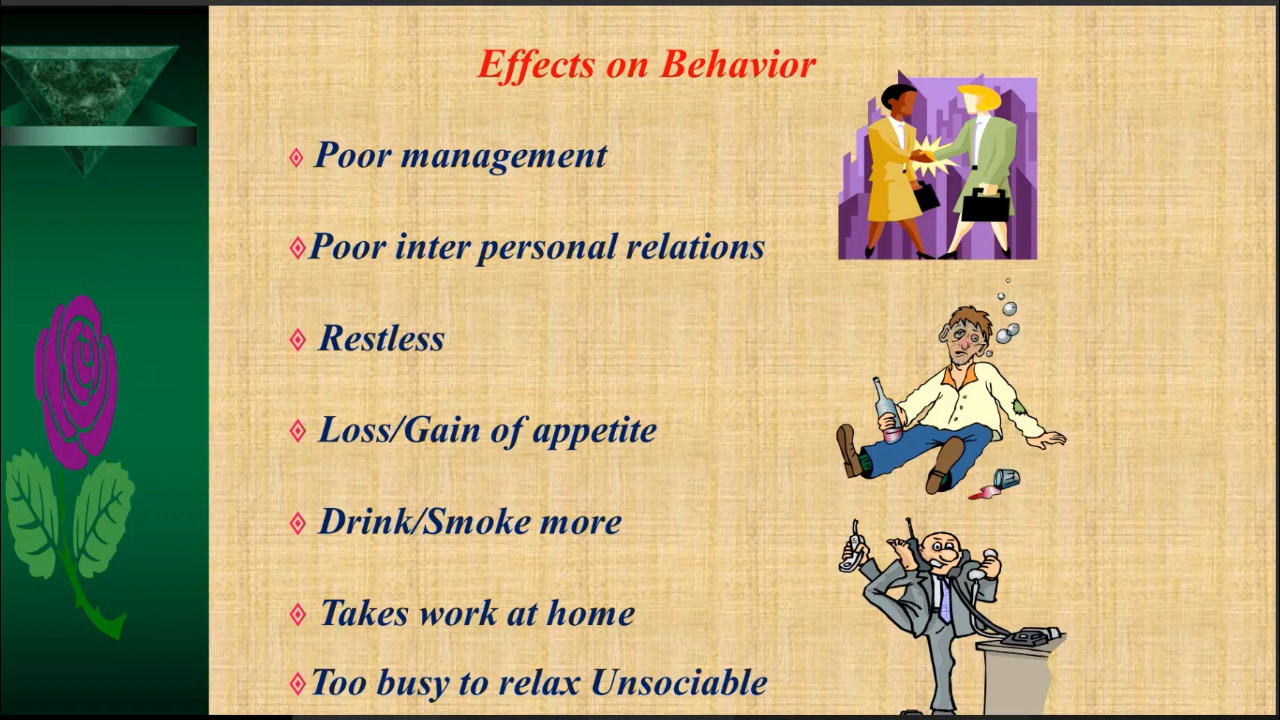 Effects on Behavior
Poor management
Poor inter personal relations
Restless
Loss/Gain of appetite
Drink/Smoke more
Takes work at home
Too busy to relax Unsociable